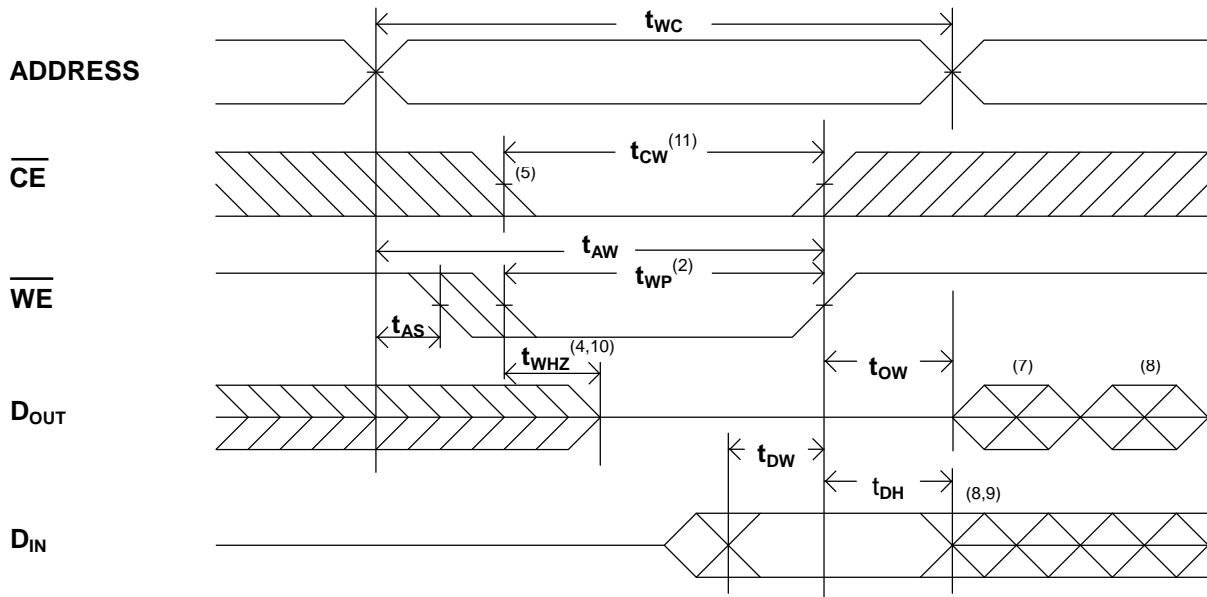 tWC
ADDRESS
CE
tCW(11)
(5)
tAW
WE
tWP(2)
tAS
tWHZ(4,10)
tOW
(7)
(8)
DOUT
tDW
tDH
(8,9)
DIN